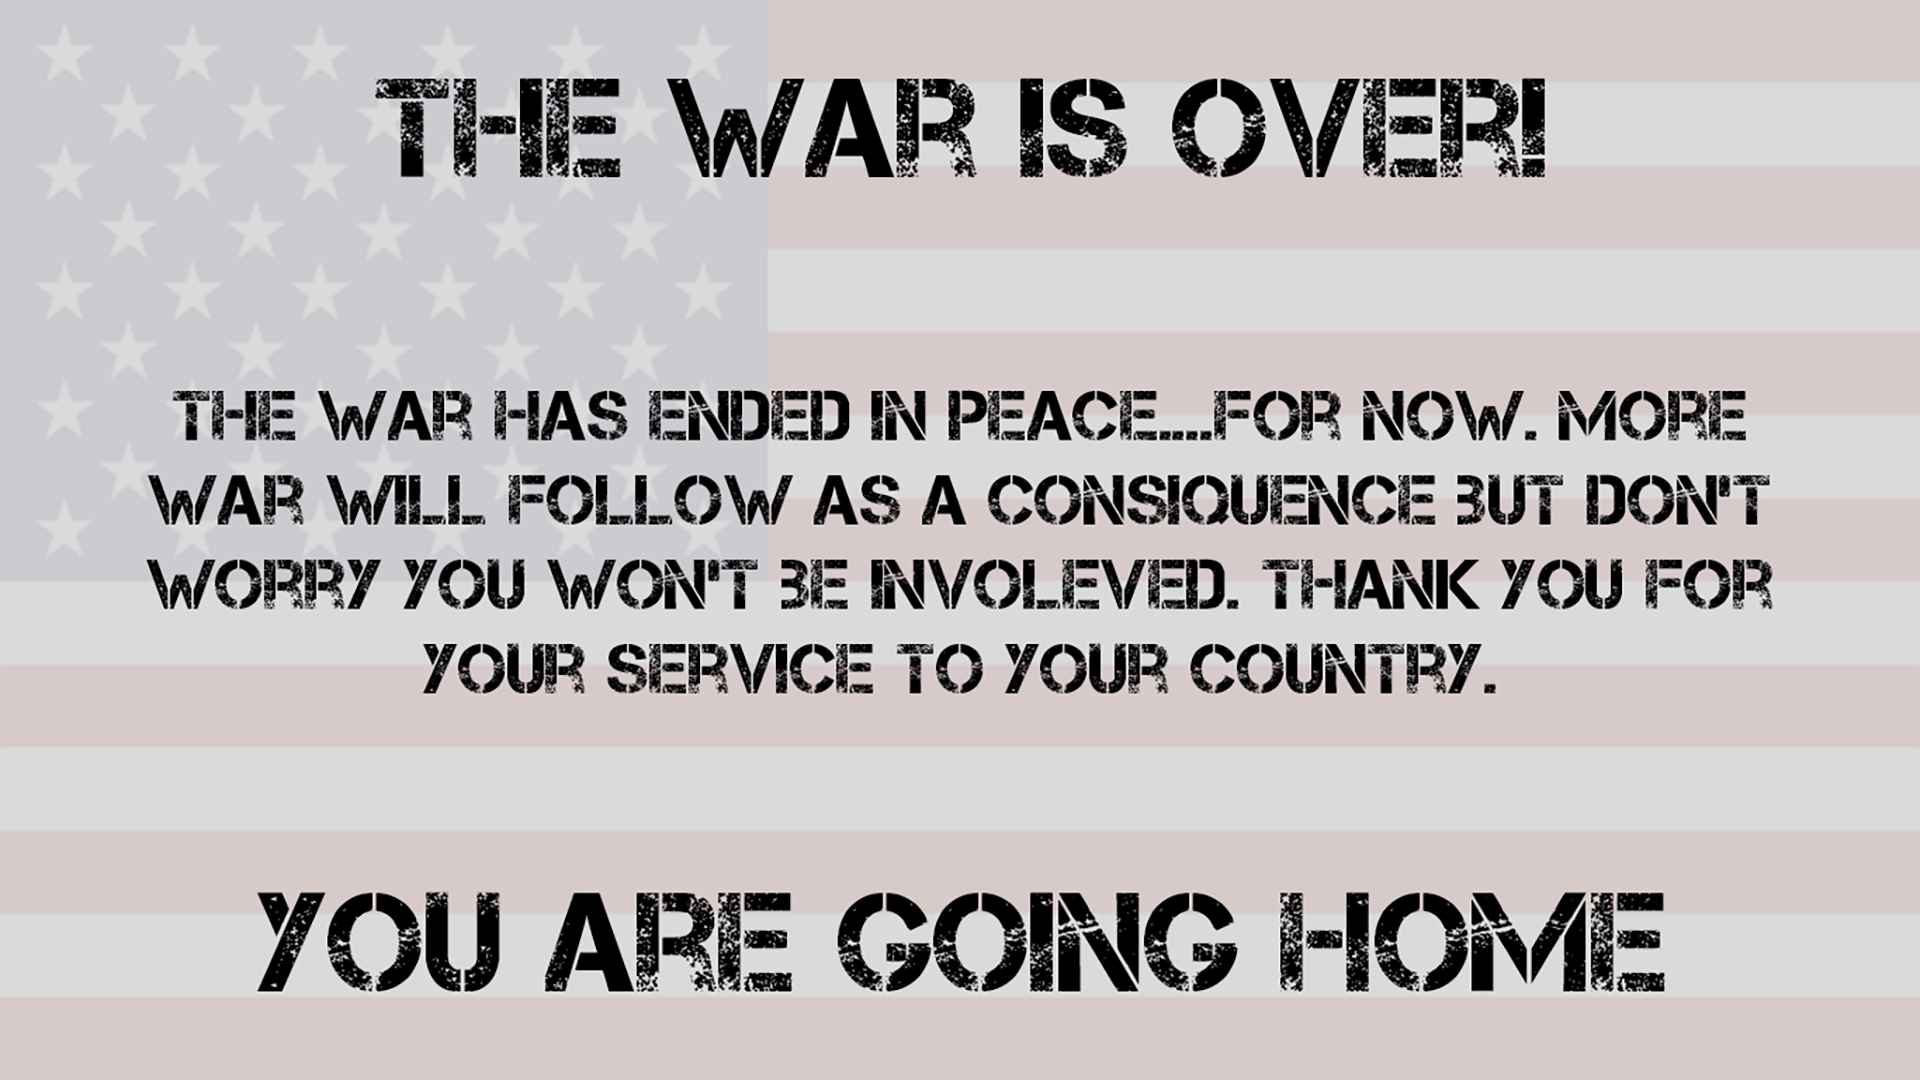 THE WAR IS OVER!
THE WAR HAS ENDED IN PEACE....FOR NOW. MORE
WAR WILL FOLLOW AS A CONSIQUENCE BUT DON'T
WORRY YOU WON'T BE INVOLEVED. THANK YOU FOR
YOUR SERVICE TO YOUR COUNTRY.
YOU ARE GOING HOME